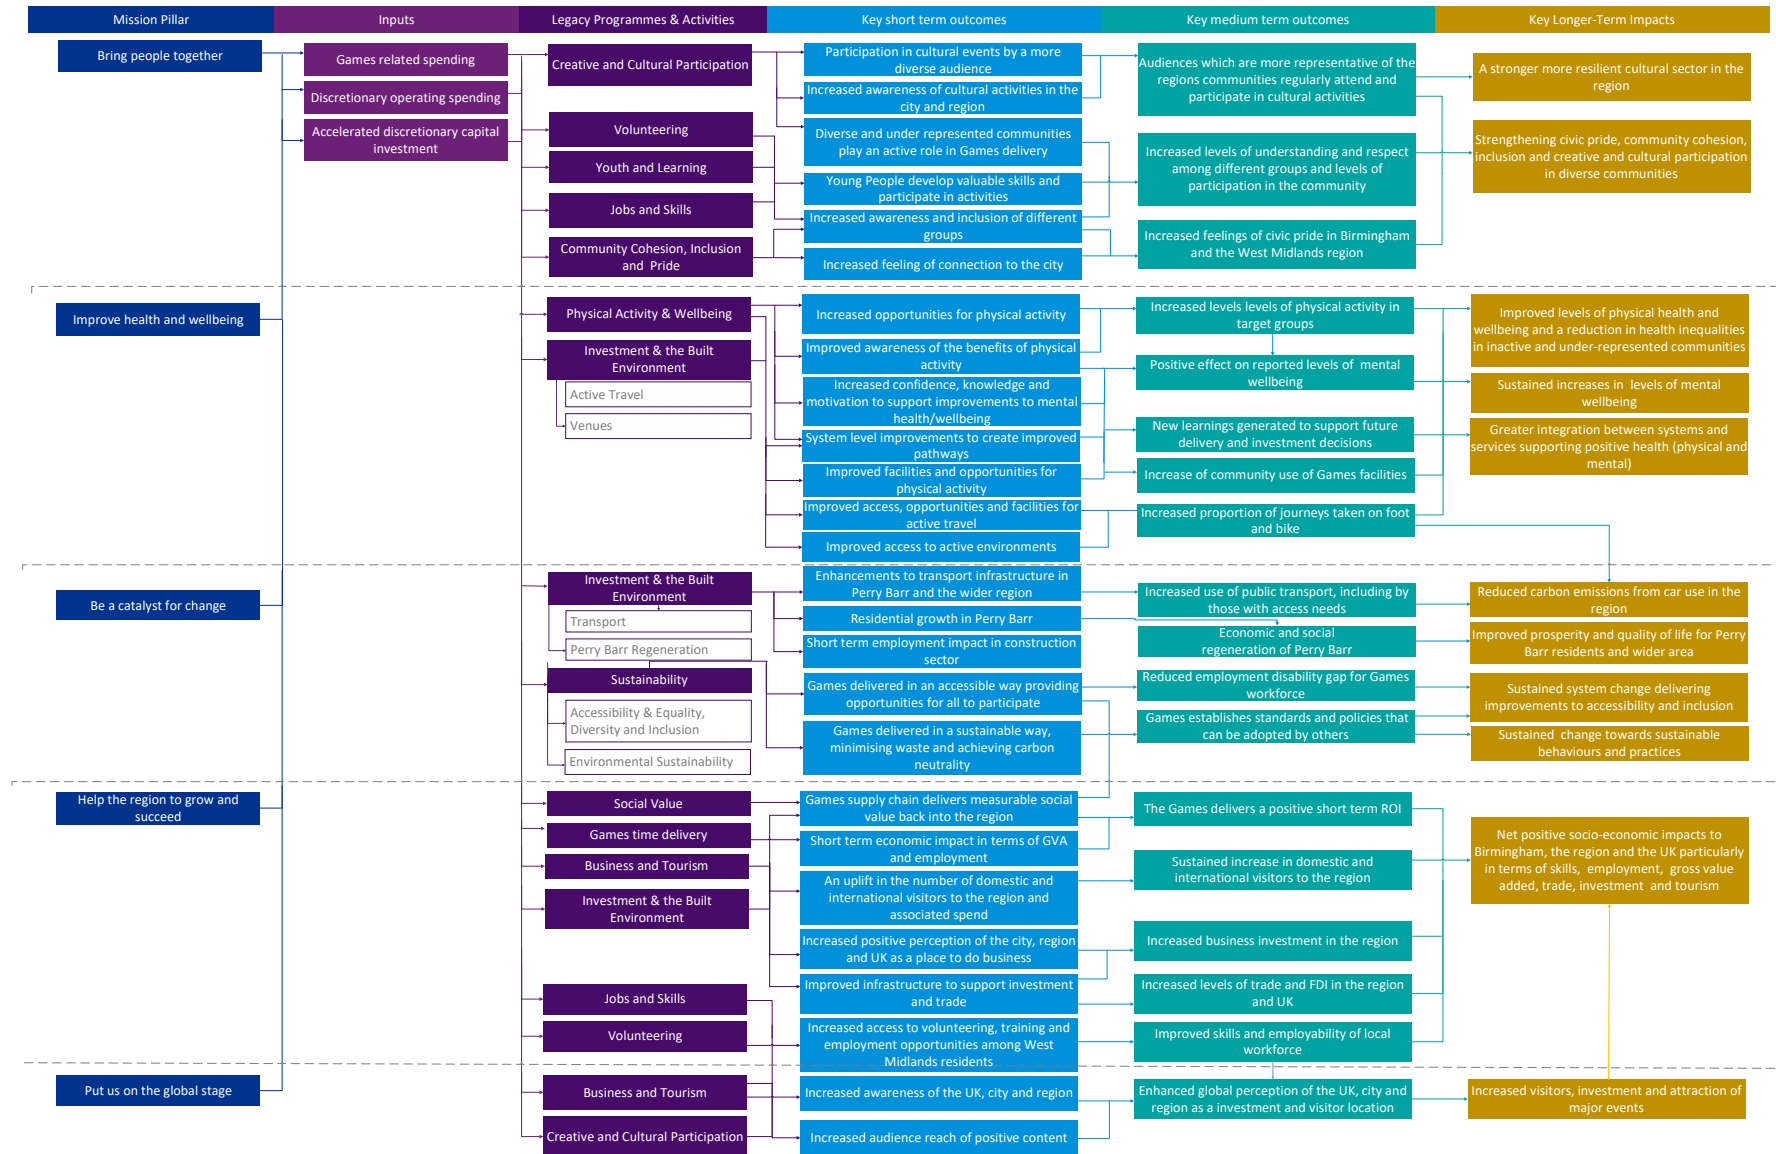 Mission Pillar
Inputs
Legacy Programmes & Activities
Key short term outcomes
Key medium term outcomes
Key Longer-Term Impacts
Bring people together
Games related spending
Discretionary operating spending
Accelerated discretionary capital
investment
Creative and Cultural Participation
Volunteering
Youth and Learning
Jobs and Skills
Community Cohesion, Inclusion
and Pride
Participation in cultural events by a more
diverse audience
Increased awareness of cultural activities in the
city and region
Diverse and under represented communities
play an active role in Games delivery
Young People develop valuable skills and
participate in activities
Increased awareness and inclusion of different
groups
Increased feeling of connection to the city
Audiences which are more representative of the
regions communities regularly attend and
participate in cultural activities
Increased levels of understanding and respect
among different groups and levels of
participation in the community
Increased feelings of civic pride in Birmingham
and the West Midlands region
A stronger more resilient cultural sector in the
region
Strengthening civic pride, community cohesion,
inclusion and creative and cultural participation
in diverse communities
Improve health and wellbeing
Physical Activity & Wellbeing
Investment & the Built
Environment
Active Travel
Venues
Increased opportunities for physical activity
Improved awareness of the benefits of physical
activity
Increased confidence, knowledge and
motivation to support improvements to mental
health/wellbeing
System level improvements to create improved
pathways
Improved facilities and opportunities for
physical activity
Improved access, opportunities and facilities for
active travel
Improved access to active environments
Increased levels levels of physical activity in
target groups
Positive effect on reported levels of mental
wellbeing
New learnings generated to support future
delivery and investment decisions
Increase of community use of Games facilities
Increased proportion of journeys taken on foot
and bike
Improved levels of physical health and
wellbeing and a reduction in health inequalities
in inactive and under-represented communities
Sustained increases in levels of mental
wellbeing
Greater integration between systems and
services supporting positive health (physical and
mental)
Be a catalyst for change
Investment & the Built
Environment
Transport
Perry Barr Regeneration
Sustainability
Accessibility & Equality,
Diversity and Inclusion
Environmental Sustainability
Enhancements to transport infrastructure in
Perry Barr and the wider region
Residential growth in Perry Barr
Short term employment impact in construction
sector
Games delivered in an accessible way providing
opportunities for all to participate
Games delivered in a sustainable way,
minimising waste and achieving carbon
neutrality
Increased use of public transport, including by
those with access needs
Economic and social
regeneration of Perry Barr
Reduced employment disability gap for Games
workforce
Games establishes standards and policies that
can be adopted by others
Reduced carbon emissions from car use in the
region
Improved prosperity and quality of life for Perry
Barr residents and wider area
Sustained system change delivering
improvements to accessibility and inclusion
Sustained change towards sustainable
behaviours and practices
Help the region to grow and
succeed
Social Value
Games time delivery
Business and Tourism
Investment & the Built
Environment
Jobs and Skills
Volunteering
Games supply chain delivers measurable social
value back into the region
Short term economic impact in terms of GVA
and employment
An uplift in the number of domestic and
international visitors to the region and
associated spend
Increased positive perception of the city, region
and UK as a place to do business
Improved infrastructure to support investment
and trade
Increased access to volunteering, training and
employment opportunities among West
Midlands residents
The Games delivers a positive short term ROI
Sustained increase in domestic and
international visitors to the region
Increased business investment in the region
Increased levels of trade and FDI in the region
and UK
Improved skills and employability of local
workforce
Net positive socio-economic impacts to
Birmingham, the region and the UK particularly
in terms of skills, employment, gross value
added, trade, investment and tourism
Put us on the global stage
Business and Tourism
Creative and Cultural Participation
Increased awareness of the UK, city and region
Increased audience reach of positive content
Enhanced global perception of the UK, city and
region as a investment and visitor location
Increased visitors, investment and attraction of
major events